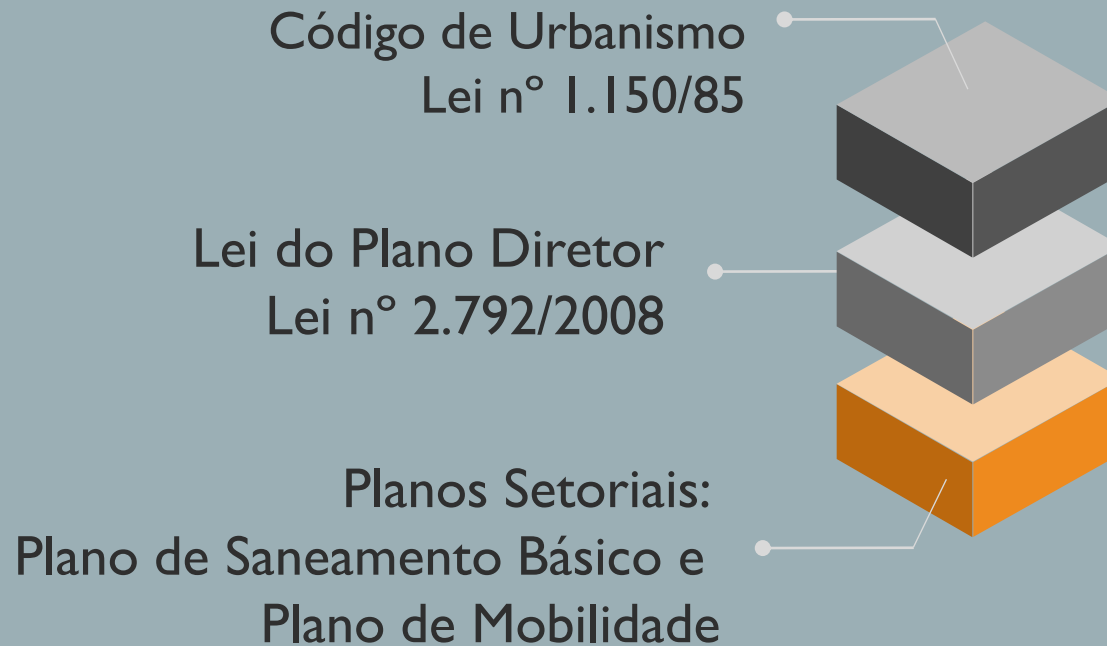 Código de Urbanismo
Lei nº 1.150/85
Lei do Plano Diretor
Lei nº 2.792/2008
Planos Setoriais:
Plano de Saneamento Básico e
Plano de Mobilidade